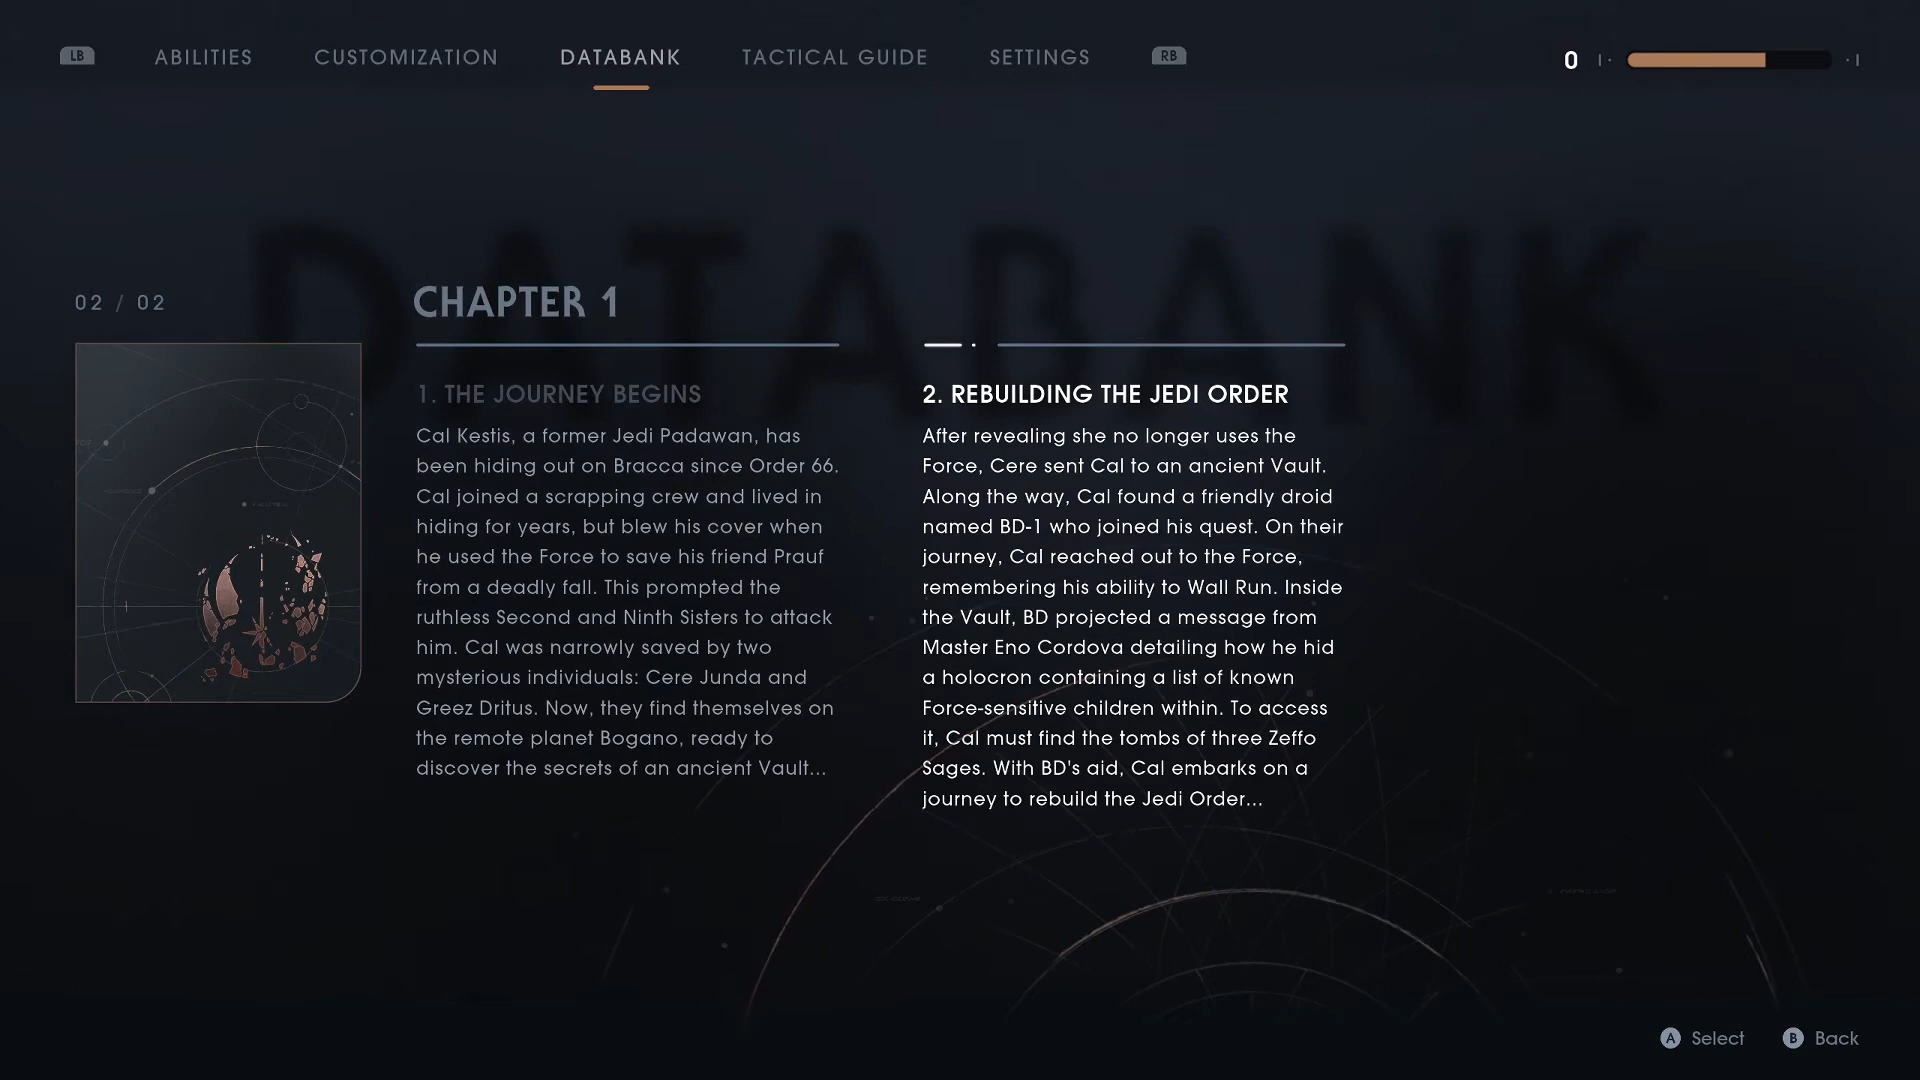 LB ABILITIES CUSTOMIZATION DATABANK TACTICAL GUIDE SETTINGS RB 0
DATABANK
02 / 02
CHAPTER 1
1. THE JOURNEY BEGINS
Cal Kestis, a former Jedi Padawan, has
been hiding out on Bracca since Order 66.
Cal joined a scrapping crew and lived in
hiding for years, but blew his cover when
he used the Force to save his friend Prauf
from a deadly fall. This prompted the
ruthless Second and Ninth Sisters to attack
him. Cal was narrowly saved by two
mysterious individuals: Cere Junda and
Greez Dritus. Now, they find themselves on
the remote planet Bogano, ready to
discover the secrets of an ancient Vault...
2. REBUILDING THE JEDI ORDER
After revealing she no longer uses the
Force, Cere sent Cal to an ancient Vault.
Along the way, Cal found a friendly droid
named BD-1 who joined his quest. On their
journey, Cal reached out to the Force,
remembering his ability to Wall Run. Inside
the Vault, BD projected a message from
Master Eno Cordova detailing how he hid
a holocron containing a list of known
Force-sensitive children within. To access
it, Cal must find the tombs of three Zeffo
Sages. With BD's aid, Cal embarks on a
journey to rebuild the Jedi Order...
A Select B Back